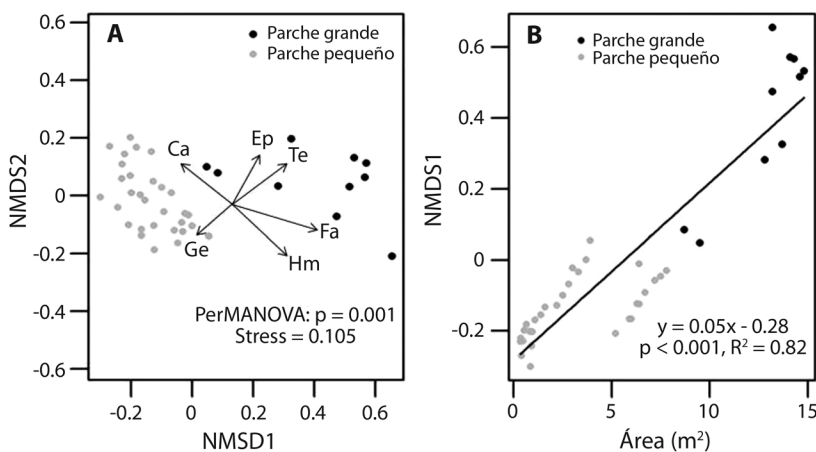 A
Parche grande
Parche pequeño
0.6
0.4
0.2
0
-0.2
-0.4
-0.6
NMDS2
Ca
Ep
Te
Ge
Fa
Hm
PerMANOVA: p = 0.001
Stress = 0.105
-0.2
0
0.2
0.4
0.6
NMSD1
B
Parche grande
Parche pequeño
0.6
0.4
0.2
0
-0.2
NMDS1
y = 0.05x - 0.28
p < 0.001, R² = 0.82
0
5
10
15
Área (m²)